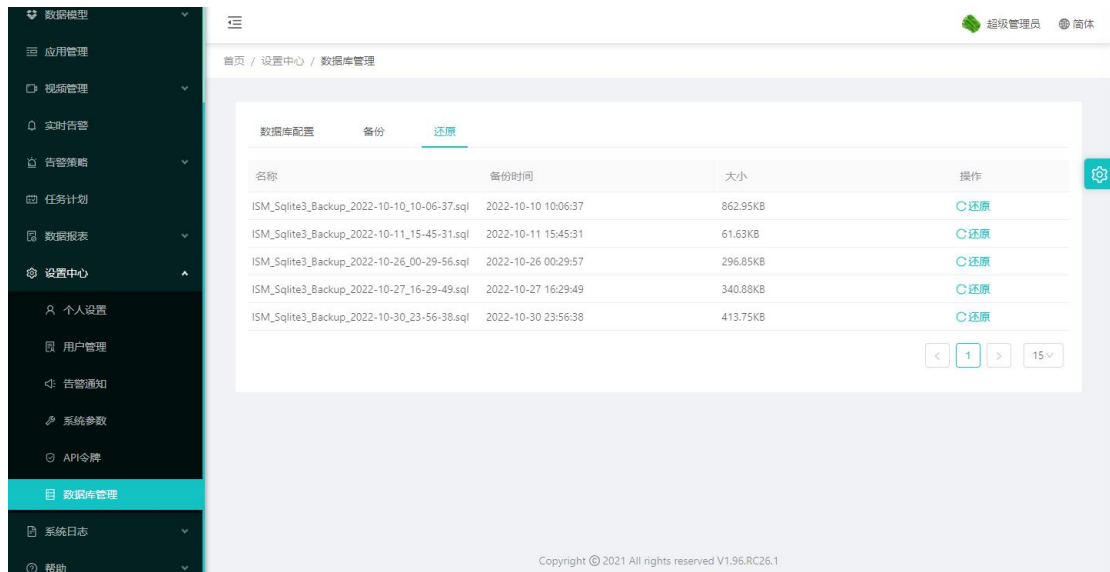 数据模型
应用管理
视频管理
实时告警
告警策略
任务计划
数据报表
设置中心
个人设置
用户管理
告警通知
系统参数
API令牌
数据库管理
系统日志
帮助
超级管理员 简体
首页 / 设置中心 / 数据库管理
数据库配置 备份 还原
名称 备份时间 大小 操作
ISM_Sqlite3_Backup_2022-10-10_10-06-37.sql 2022-10-10 10:06:37 862.95KB 还原
ISM_Sqlite3_Backup_2022-10-11_15-45-31.sql 2022-10-11 15:45:31 61.63KB 还原
ISM_Sqlite3_Backup_2022-10-26_00-29-56.sql 2022-10-26 00:29:57 296.85KB 还原
ISM_Sqlite3_Backup_2022-10-27_16-29-49.sql 2022-10-27 16:29:49 340.88KB 还原
ISM_Sqlite3_Backup_2022-10-30_23-56-38.sql 2022-10-30 23:56:38 413.75KB 还原
< 1 > 15
Copyright © 2021 All rights reserved V1.96.RC26.1